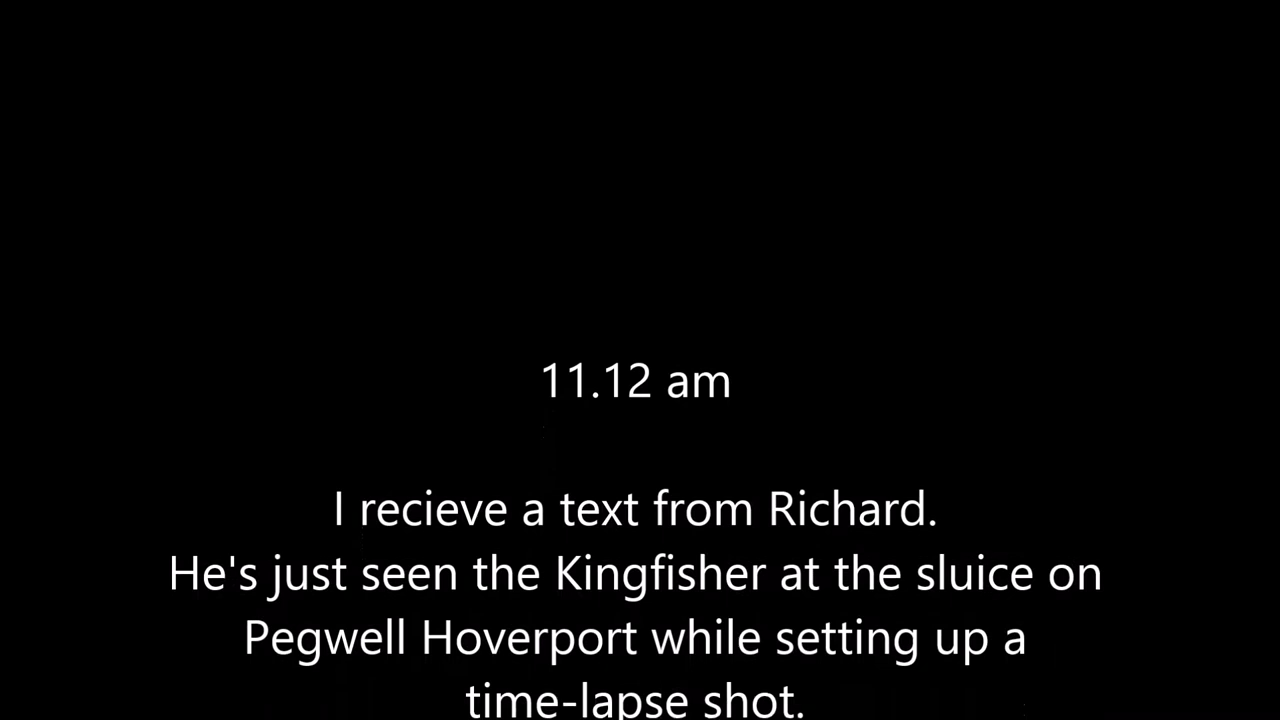 11.12 am
I recieve a text from Richard.
He's just seen the Kingfisher at the sluice on
Pegwell Hoverport while setting up a
time-lapse shot.